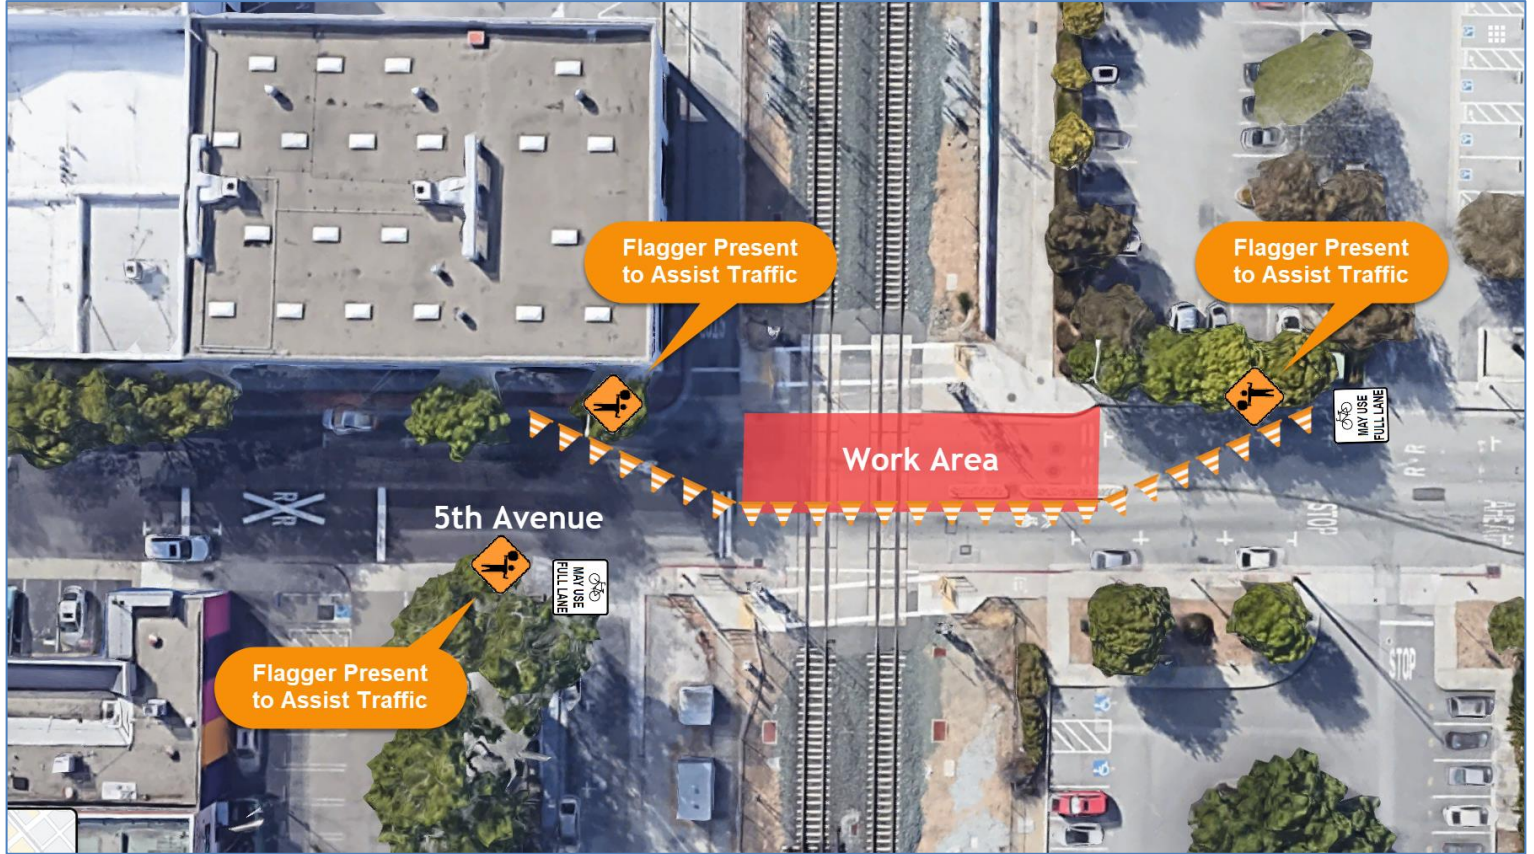 Flagger Present
to Assist Traffic
Flagger Present
to Assist Traffic
MAY USE
FULL LANE
Work Area
R R
STOP
5th Avenue
R
R
MAY USE
FULL LANE
Flagger Present
to Assist Traffic
STOP